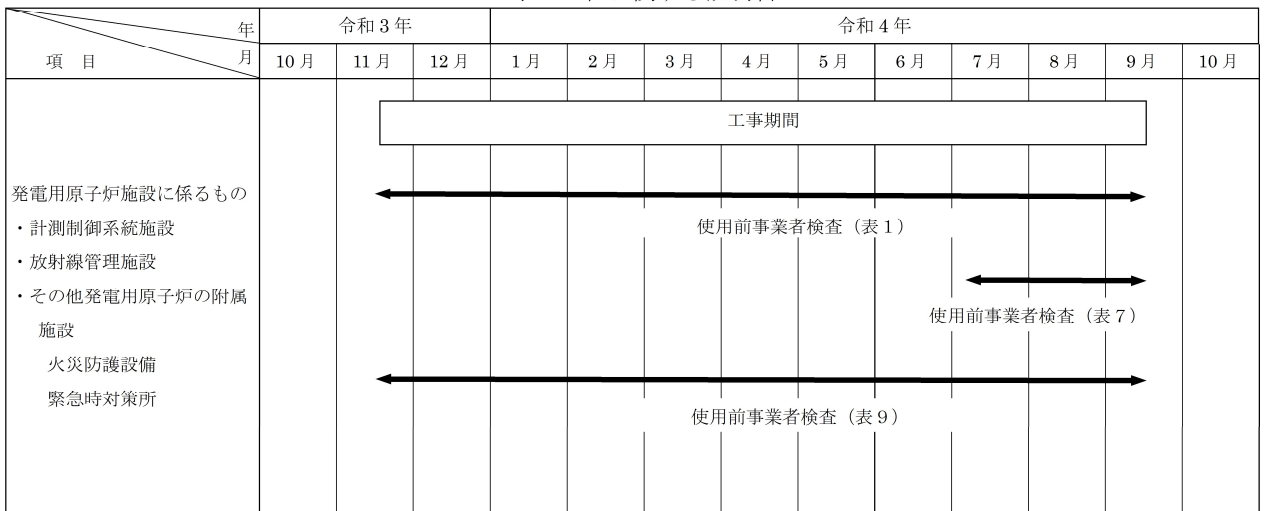 年
月
項 目
令和3年
令和4年
10月 11月 12月 1月 2月 3月 4月 5月 6月 7月 8月 9月 10月
工事期間
発電用原子炉施設に係るもの
・計測制御系統施設
・放射線管理施設
・その他発電用原子炉の附属
施設
火災防護設備
緊急時対策所
使用前事業者検査（表１）
使用前事業者検査（表７）
使用前事業者検査（表９）